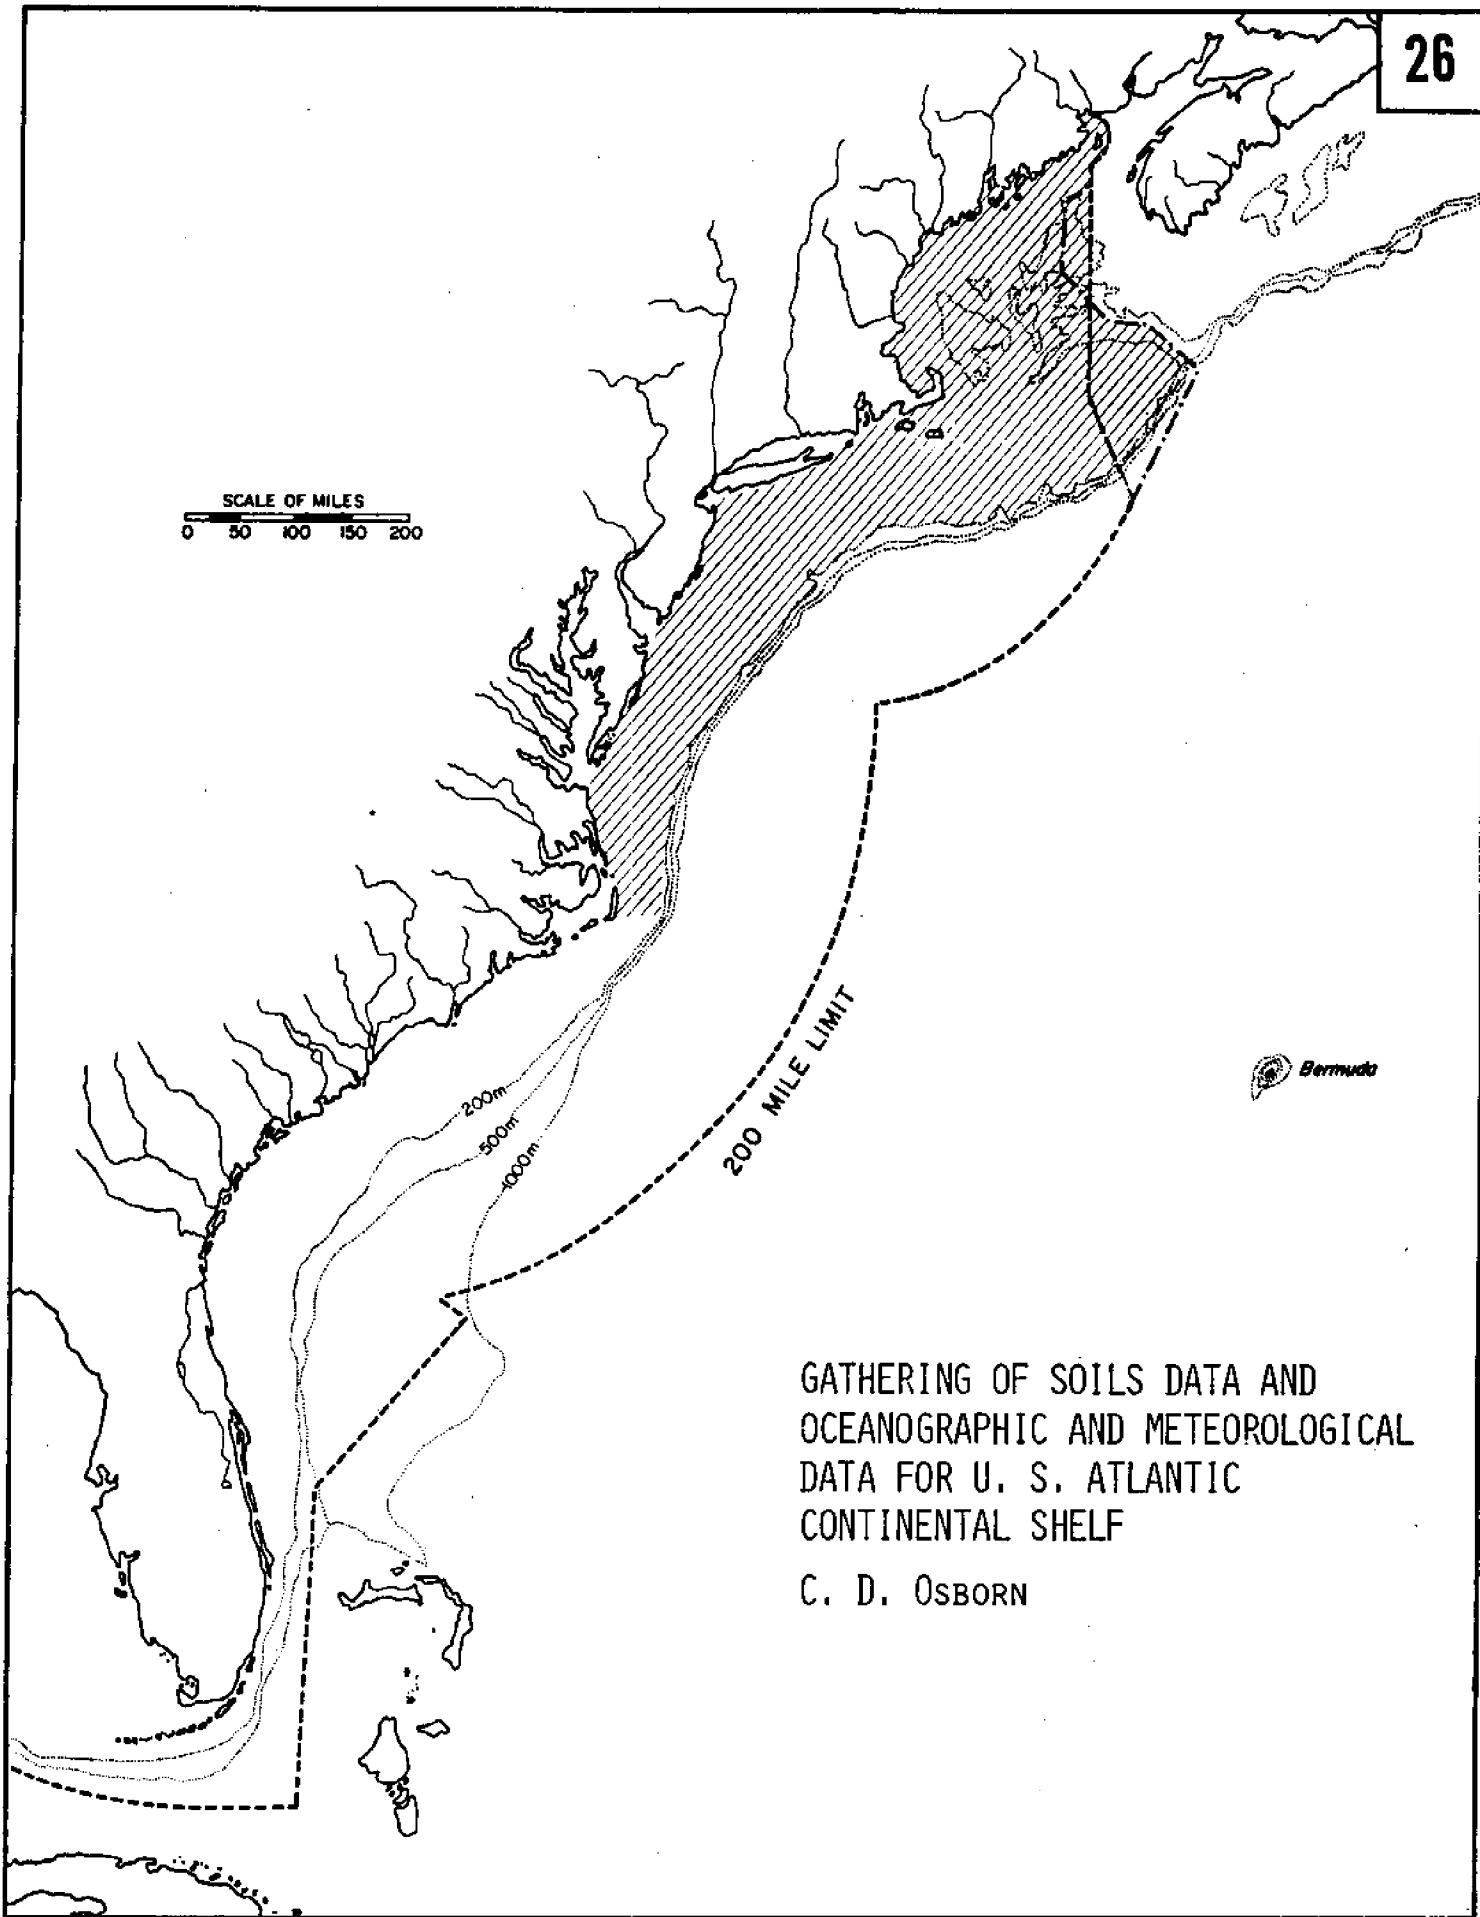 26
SCALE OF MILES
0 50 100 150 200
200 MILE LIMIT
Bermuda
200m
500m
1000m
GATHERING OF SOILS DATA AND
OCEANOGRAPHIC AND METEOROLOGICAL
DATA FOR U. S. ATLANTIC
CONTINENTAL SHELF
C. D. OSBORN